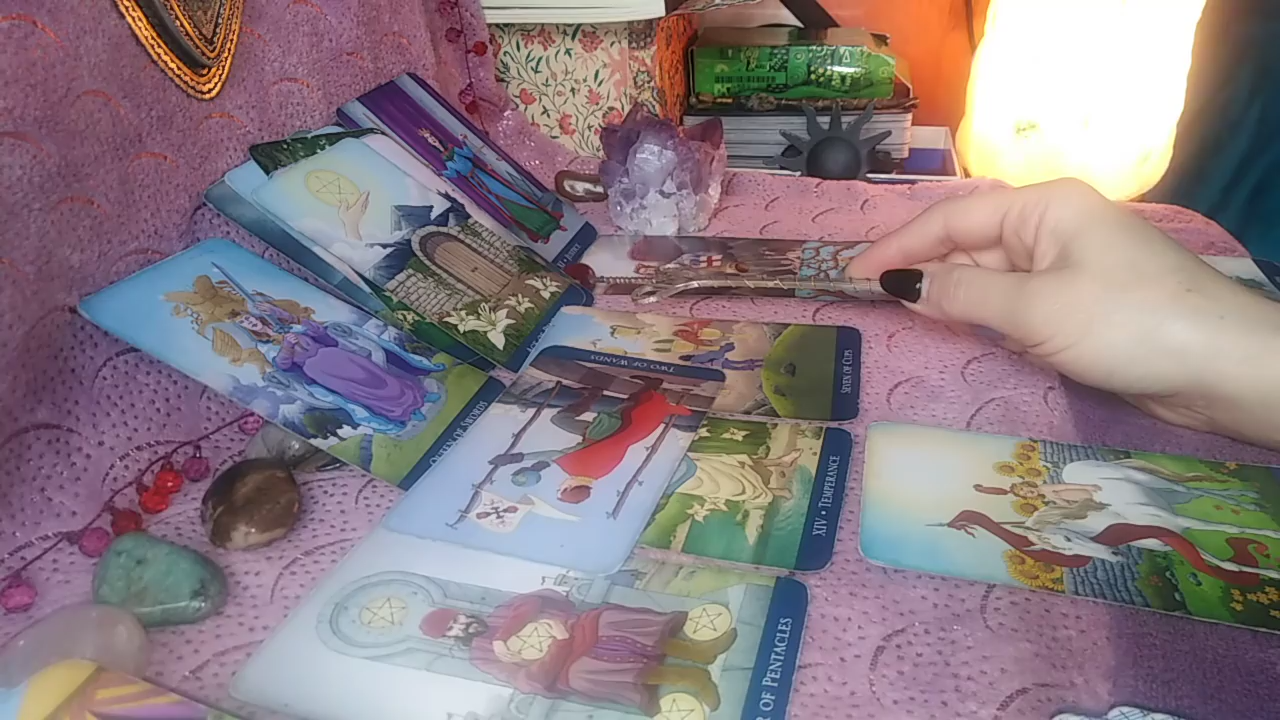 QUEEN OF SWORDS
TWO OF WANDS
SEVEN OF CUPS
XIV • TEMPERANCE
R OF PENTACLES